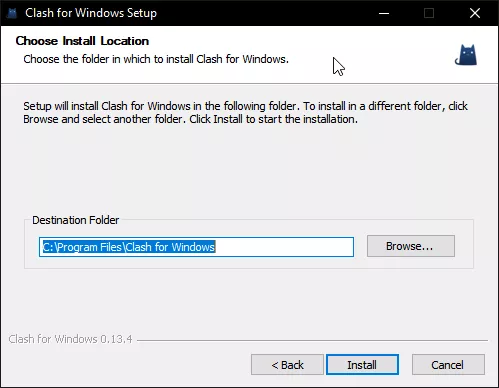 Clash for Windows Setup
Choose Install Location
Choose the folder in which to install Clash for Windows.
Setup will install Clash for Windows in the following folder. To install in a different folder, click
Browse and select another folder. Click Install to start the installation.
Destination Folder
C:\Program Files\Clash for Windows
Browse...
Clash for Windows 0.13.4
< Back
Install
Cancel